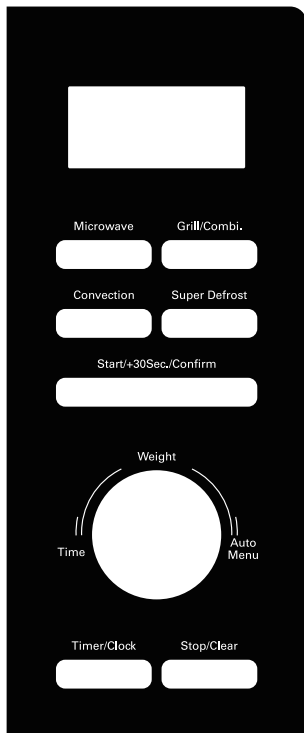 Microwave
Grill/Combi.
Convection
Super Defrost
Start/+30Sec./Confirm
Weight
Time
Auto
Menu
Timer/Clock
Stop/Clear